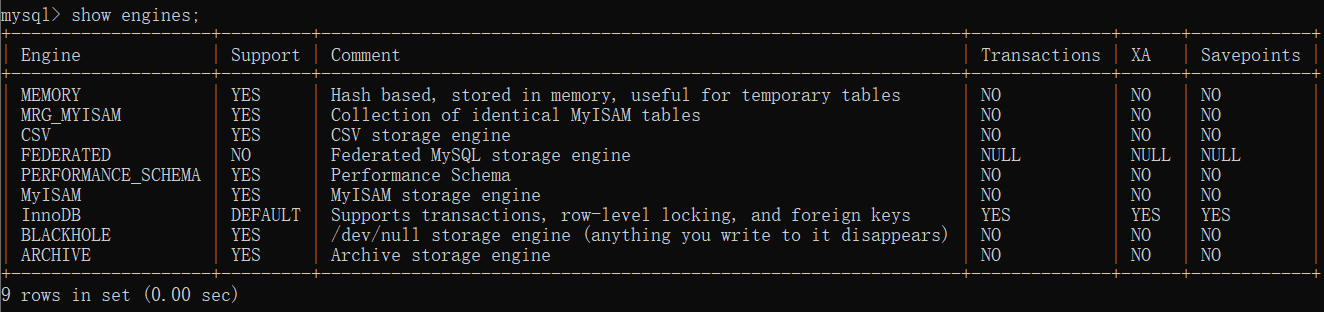 mysql> show engines;
+--------------------+---------+----------------------------------------------------------------+--------------+------+------------+
| Engine             | Support | Comment                                                        | Transactions | XA   | Savepoints |
+--------------------+---------+----------------------------------------------------------------+--------------+------+------------+
| MEMORY             | YES     | Hash based, stored in memory, useful for temporary tables      | NO           | NO   | NO         |
| MRG_MYISAM         | YES     | Collection of identical MyISAM tables                          | NO           | NO   | NO         |
| CSV                | YES     | CSV storage engine                                             | NO           | NO   | NO         |
| FEDERATED          | NO      | Federated MySQL storage engine                                 | NULL         | NULL | NULL       |
| PERFORMANCE_SCHEMA | YES     | Performance Schema                                             | NO           | NO   | NO         |
| MyISAM             | YES     | MyISAM storage engine                                          | NO           | NO   | NO         |
| InnoDB             | DEFAULT | Supports transactions, row-level locking, and foreign keys     | YES          | YES  | YES        |
| BLACKHOLE          | YES     | /dev/null storage engine (anything you write to it disappears) | NO           | NO   | NO         |
| ARCHIVE            | YES     | Archive storage engine                                         | NO           | NO   | NO         |
+--------------------+---------+----------------------------------------------------------------+--------------+------+------------+
9 rows in set (0.00 sec)